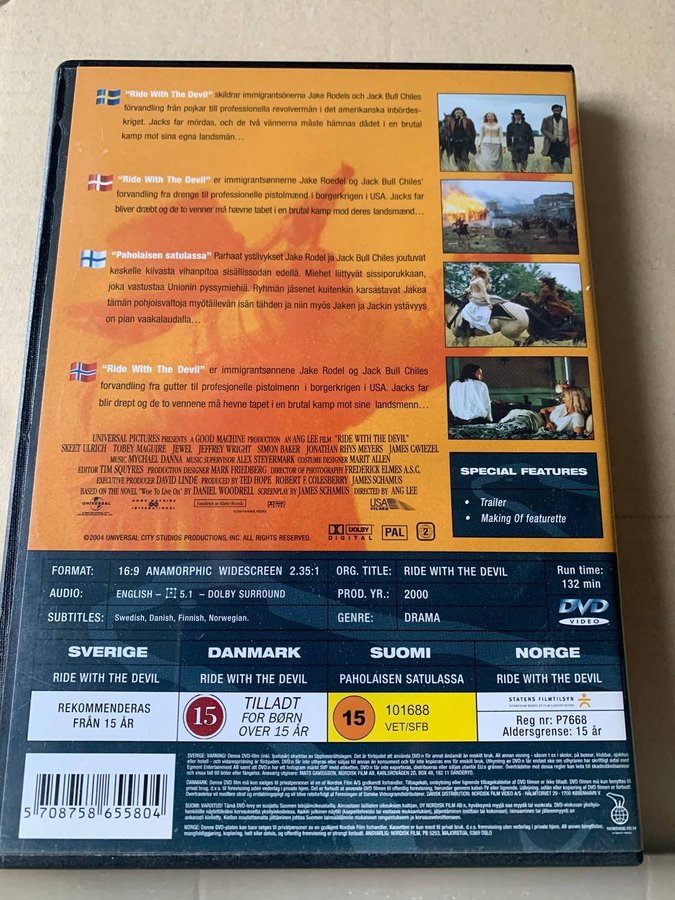 "Ride With The Devil" skildrar immigrantsönerna Jake Rodels och Jack Bull Chiles
förvandling från pojkar till professionella revolvermän i det amerikanska inbördes-
kriget. Jacks far mördas, och de två vännerna måste hämnas dådet i en brutal
kamp mot sina egna landsmän…
"Ride With The Devil" er immigrantsønnerne Jake Roedel og Jack Bull Chiles'
forvandling fra drenge til professionelle pistolmænd i borgerkrigen i USA. Jacks far
bliver dræbt og de to venner må hævne tabet i en brutal kamp mod deres landsmænd…
"Paholaisen satulassa" Parhaat ystävykset Jake Rodel ja Jack Bull Chiles joutuvat
keskelle kiivasta vihanpitoa sisällissodan edellä. Miehet liittyvät sissiporukkaan,
joka vastustaa Unionin pyssymiehiä. Ryhmän jäsenet kuitenkin karsastavat Jakea
tämän pohjoisvaltoja myötäilevän isän tähden ja niin myös Jaken ja Jackin ystävyys
on pian vaakalaudalla…
"Ride With The Devil" er immigrantsønnene Jake Rodel og Jack Bull Chiles
forvandling fra gutter til profesjonelle pistolmenn i borgerkrigen i USA. Jacks far
blir drept og de to vennene må hevne tapet i en brutal kamp mot sine landsmenn…
UNIVERSAL PICTURES PRESENTS A GOOD MACHINE PRODUCTION AN ANG LEE FILM "RIDE WITH THE DEVIL"
SKEET ULRICH TOBEY MAGUIRE JEWEL JEFFREY WRIGHT SIMON BAKER JONATHAN RHYS MEYERS JAMES CAVIEZEL
MUSIC MYCHAEL DANNA MUSIC SUPERVISOR ALEX STEYERMARK COSTUME DESIGNER MARIT ALLEN
EDITOR TIM SQUYRES PRODUCTION DESIGNER MARK FRIEDBERG DIRECTOR OF PHOTOGRAPHY FREDERICK ELMES A.S.C.
EXECUTIVE PRODUCER DAVID LINDE PRODUCED BY TED HOPE ROBERT F. COLESBERRY JAMES SCHAMUS
BASED ON THE NOVEL "Woe To Live On" BY DANIEL WOODRELL SCREENPLAY BY JAMES SCHAMUS DIRECTED BY ANG LEE
UNIVERSAL
GOOD MACHINE
INTERNATIONAL
USA
FILMS
©2004 UNIVERSAL CITY STUDIOS PRODUCTIONS, INC. ALL RIGHTS RESERVED.
DOLBY
DIGITAL
PAL
2
SPECIAL FEATURES
• Trailer
• Making Of featurette
FORMAT: 16:9 ANAMORPHIC WIDESCREEN 2.35:1
AUDIO: ENGLISH - 5.1 - DOLBY SURROUND
SUBTITLES: Swedish, Danish, Finnish, Norwegian.
ORG. TITLE: RIDE WITH THE DEVIL
PROD. YR.: 2000
GENRE: DRAMA
Run time:
132 min
DVD
VIDEO
SVERIGE
RIDE WITH THE DEVIL
REKOMMENDERAS
FRÅN 15 ÅR
DANMARK
RIDE WITH THE DEVIL
15
TILLADT
FOR BØRN
OVER 15 ÅR
SUOMI
PAHOLAISEN SATULASSA
15
101688
VET/SFB
NORGE
RIDE WITH THE DEVIL
STATENS FILMTILSYN
Reg nr: P7668
Aldersgrense: 15 år
5 708758 655804